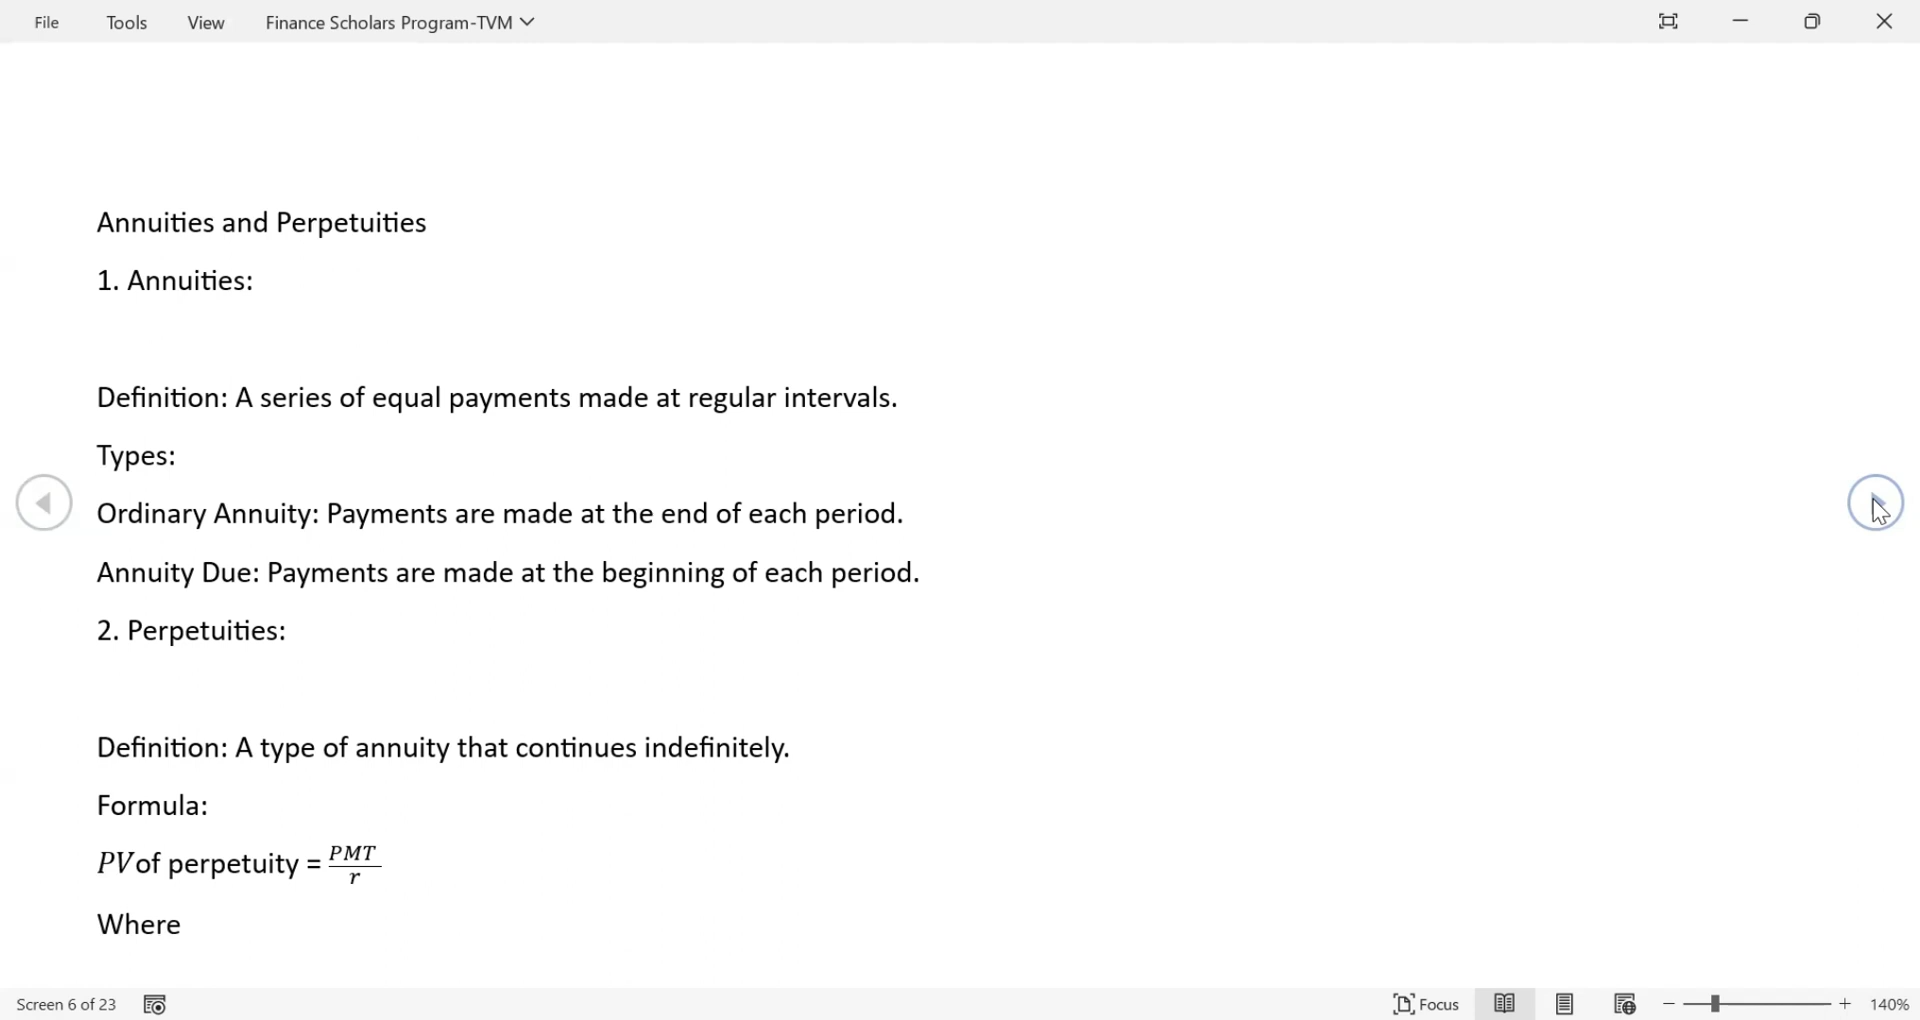 File Tools View Finance Scholars Program-TVM
Annuities and Perpetuities
1. Annuities:
Definition: A series of equal payments made at regular intervals.
Types:
Ordinary Annuity: Payments are made at the end of each period.
Annuity Due: Payments are made at the beginning of each period.
2. Perpetuities:
Definition: A type of annuity that continues indefinitely.
Formula:
PVof perpetuity = PMT/r
Where
Screen 6 of 23 Focus 140%